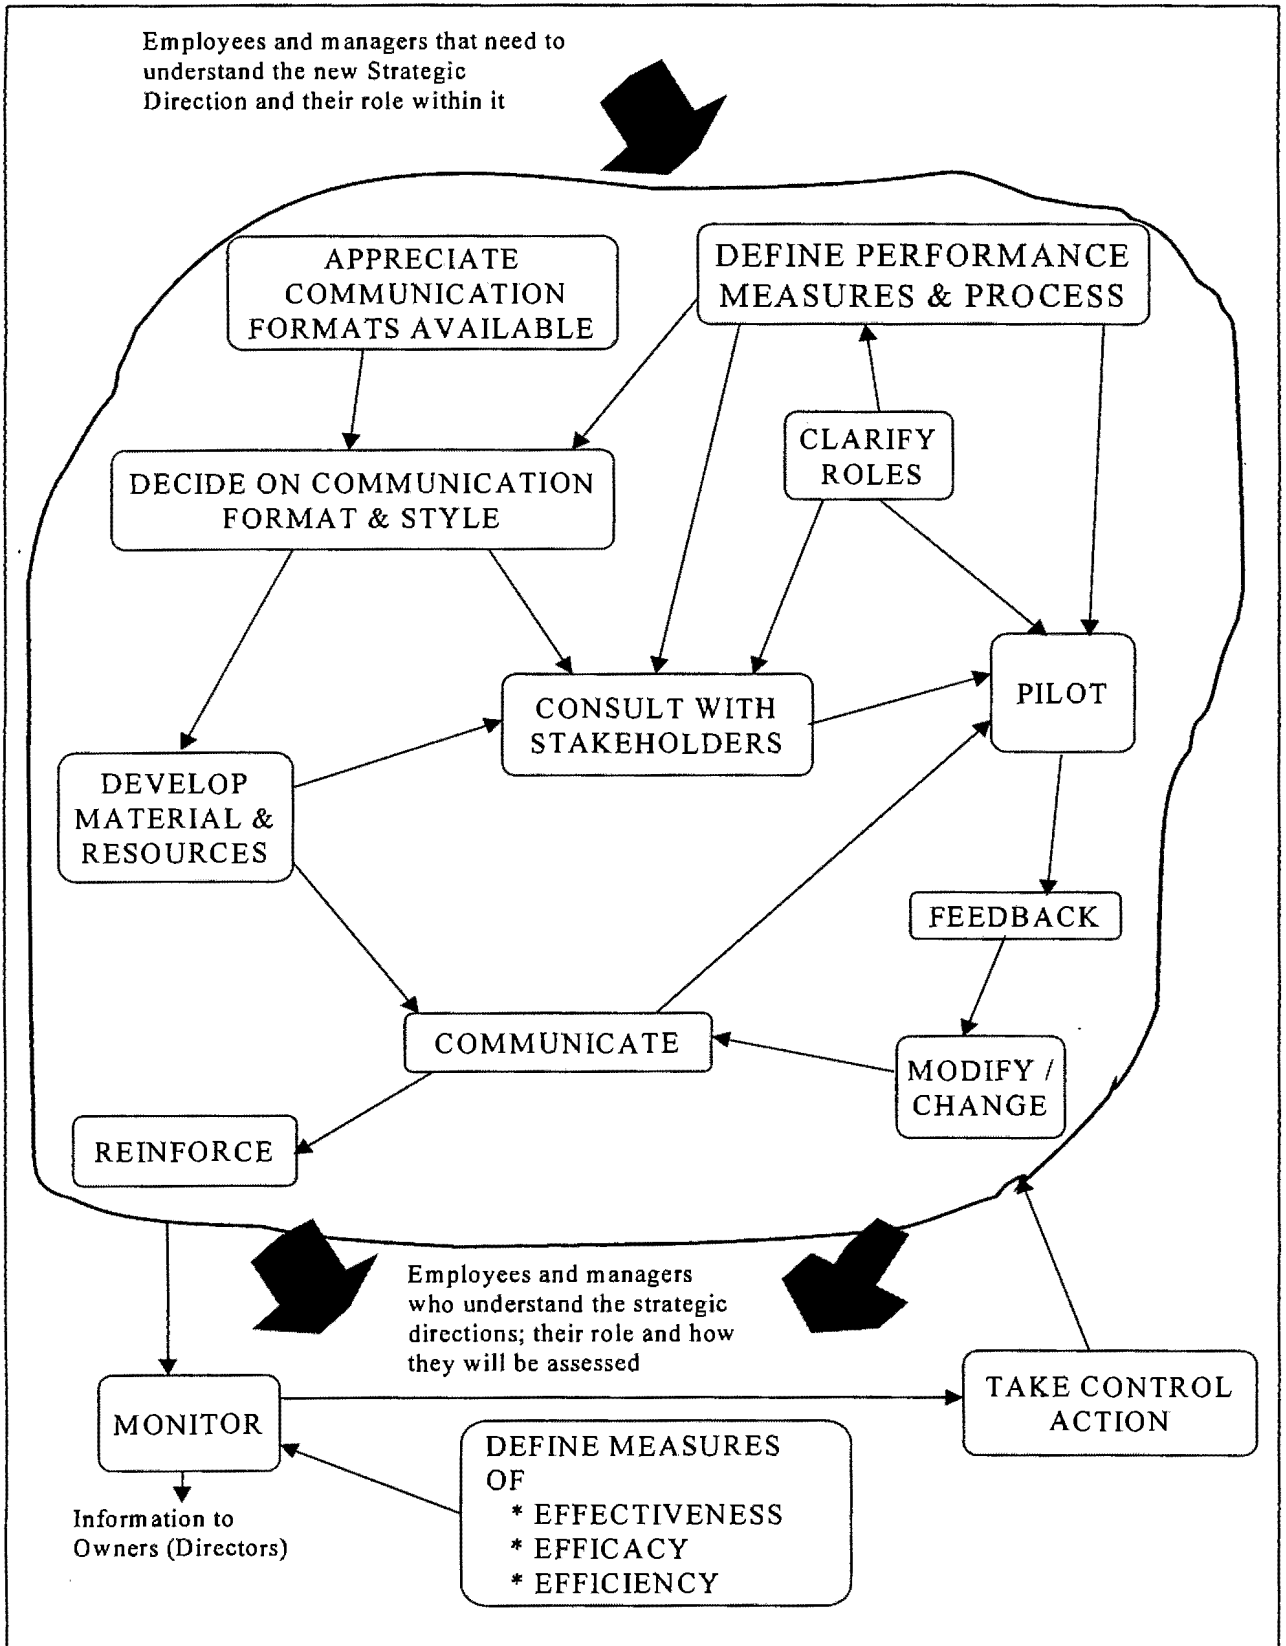 Employees and managers that need to
understand the new Strategic
Direction and their role within it
APPRECIATE
COMMUNICATION
FORMATS AVAILABLE
DEFINE PERFORMANCE
MEASURES & PROCESS
CLARIFY
ROLES
DECIDE ON COMMUNICATION
FORMAT & STYLE
CONSULT WITH
STAKEHOLDERS
PILOT
DEVELOP
MATERIAL &
RESOURCES
FEEDBACK
COMMUNICATE
MODIFY /
CHANGE
REINFORCE
Employees and managers
who understand the strategic
directions; their role and how
they will be assessed
MONITOR
TAKE CONTROL
ACTION
DEFINE MEASURES
OF
* EFFECTIVENESS
* EFFICACY
* EFFICIENCY
Information to
Owners (Directors)